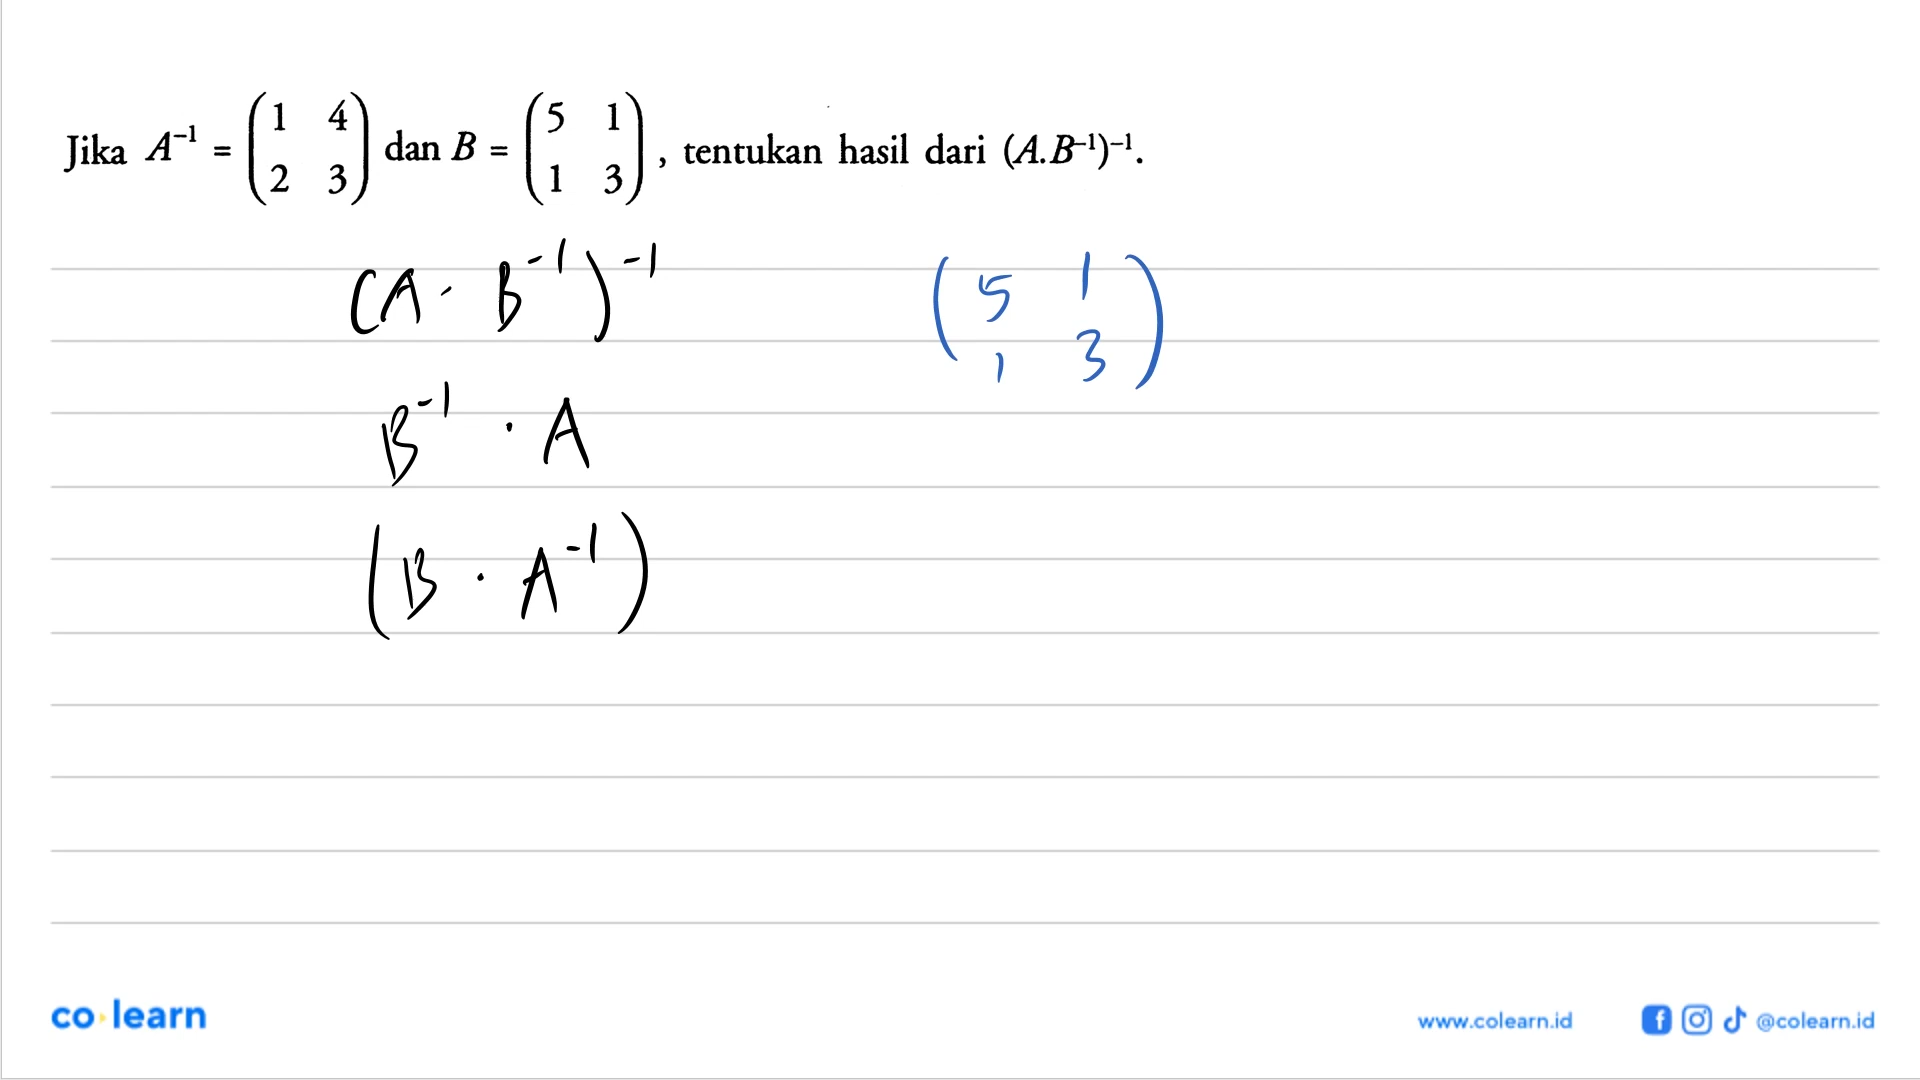 Jika A⁻¹ = (1 4 2 3) dan B = (5 1 1 3), tentukan hasil dari (A.B⁻¹)⁻¹.
(A · B⁻¹)⁻¹
(5 1
1 3)
B⁻¹ · A
(B · A⁻¹)
co learn
www.colearn.id
@colearn.id